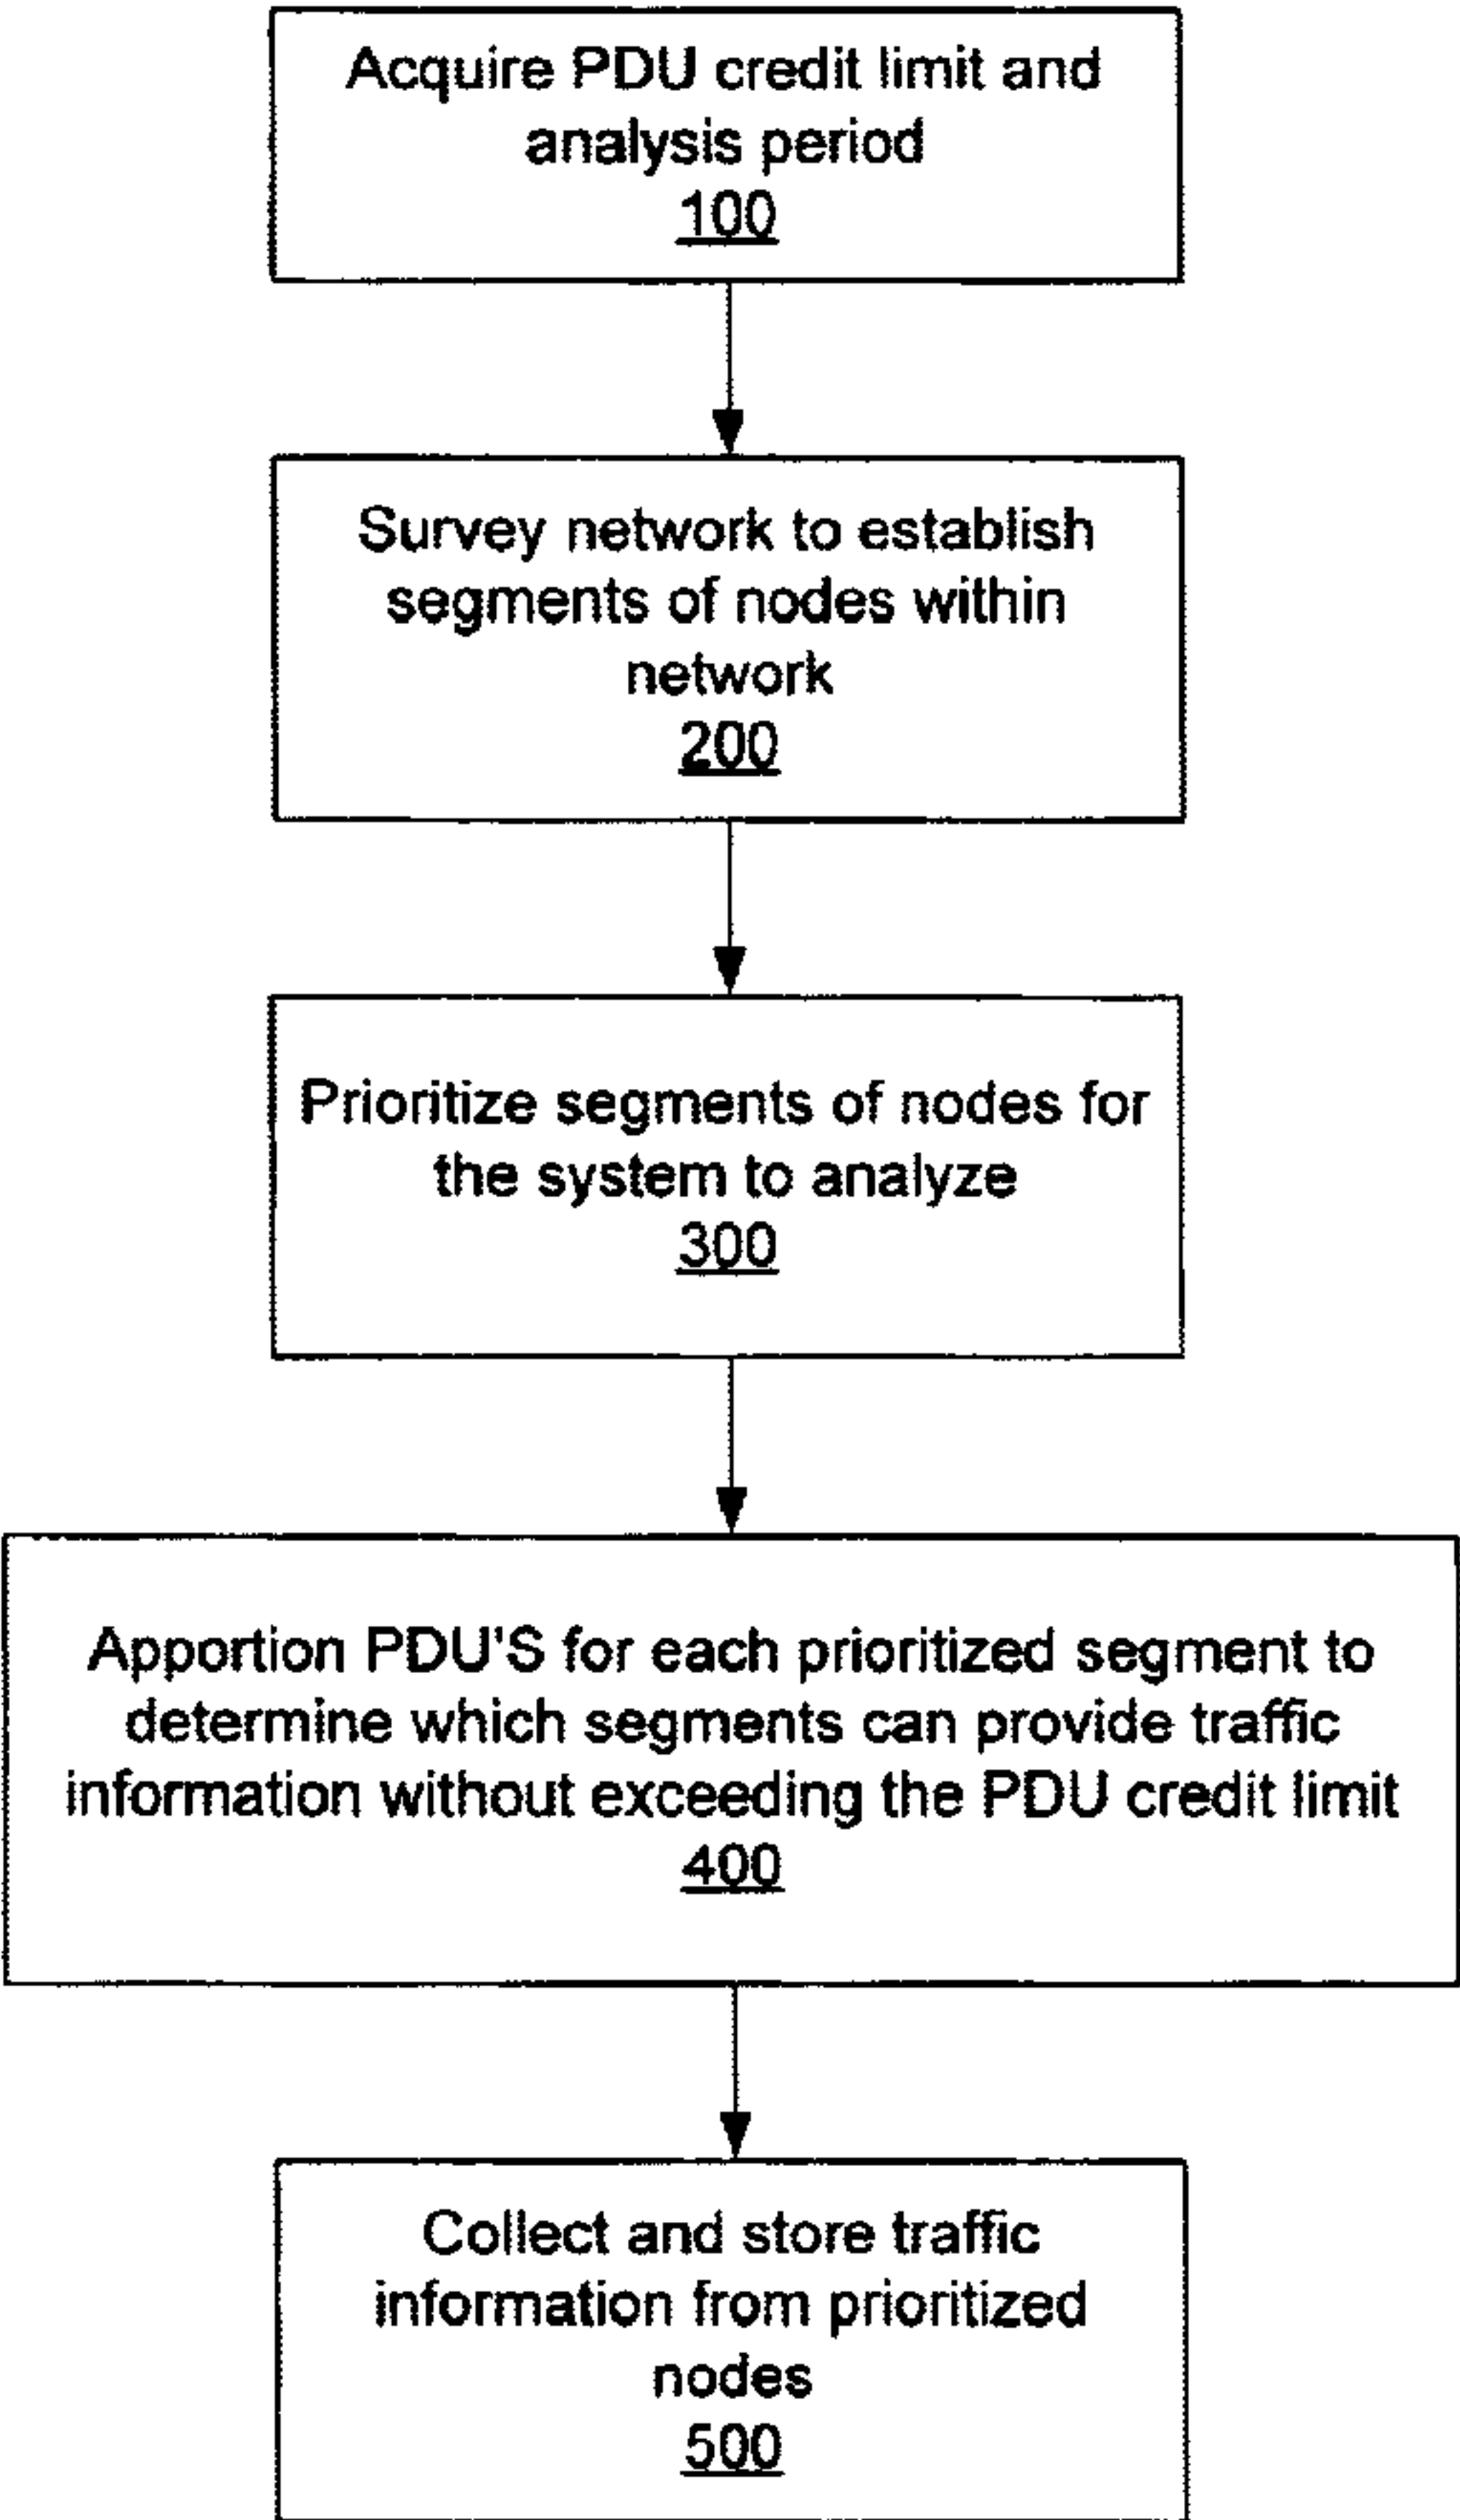 Acquire PDU credit limit and
analysis period
100
Survey network to establish
segments of nodes within
network
200
Prioritize segments of nodes for
the system to analyze
300
Apportion PDU'S for each prioritized segment to
determine which segments can provide traffic
information without exceeding the PDU credit limit
400
Collect and store traffic
information from prioritized
nodes
500